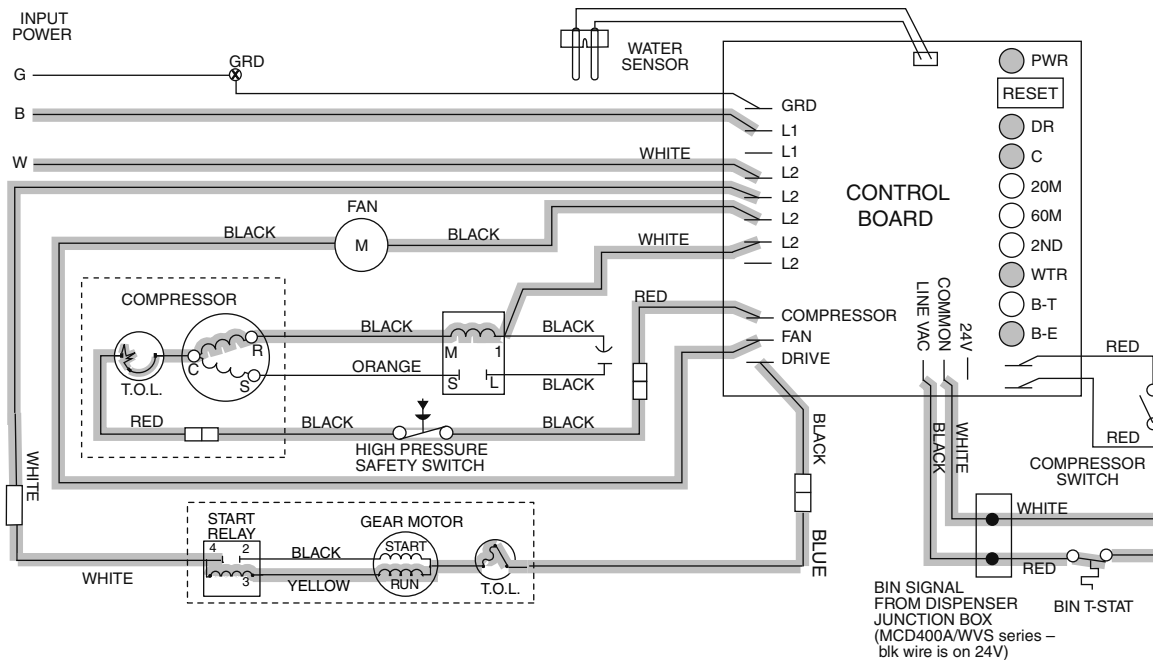 INPUT
POWER
G
GRD
B
W
WATER
SENSOR
WHITE
GRD
L1
L1
L2
L2
L2
L2
L2
CONTROL
BOARD
PWR
RESET
DR
C
20M
60M
2ND
WTR
B-T
B-E
FAN
M
BLACK
BLACK
WHITE
COMPRESSOR
R
C
S
T.O.L.
BLACK
ORANGE
M
1
S
L
BLACK
BLACK
RED
COMPRESSOR
FAN
DRIVE
LINE VAC
COMMON
24V
RED
RED
COMPRESSOR
SWITCH
RED
BLACK
BLACK
HIGH PRESSURE
SAFETY SWITCH
WHITE
BLACK
BLUE
BLACK
WHITE
START
RELAY
4
2
3
BLACK
YELLOW
GEAR MOTOR
START
RUN
T.O.L.
WHITE
WHITE
RED
BIN T-STAT
BIN SIGNAL
FROM DISPENSER
JUNCTION BOX
(MCD400A/WVS series –
blk wire is on 24V)